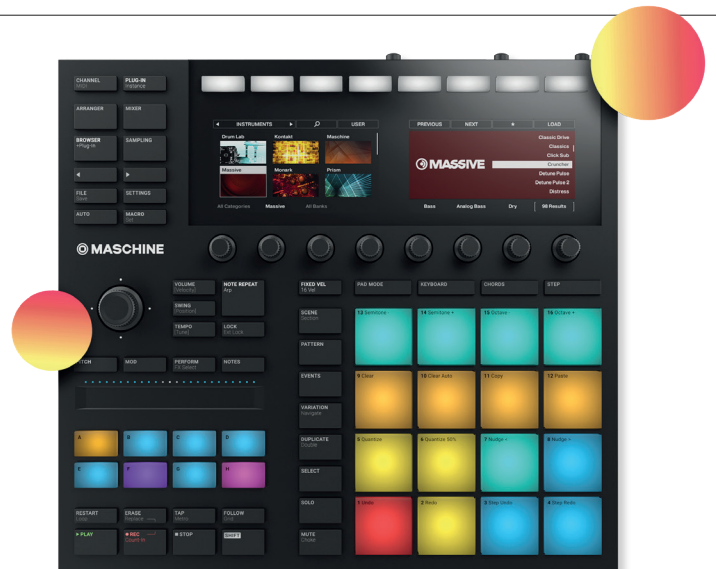 CHANNEL
MIDI
PLUG-IN
Instance
ARRANGER
MIXER
BROWSER
+Plug-In
SAMPLING
FILE
Save
SETTINGS
AUTO
MACRO
Set
MASCHINE
INSTRUMENTS
USER
Drum Lab
Kontakt
Maschine
Massive
Monark
Prism
All Categories
Massive
All Banks
PREVIOUS
NEXT
+
LOAD
MASSIVE
Classic Drive
Classics
Click Sub
Cruncher
Detune Pulse
Detune Pulse 2
Distress
Bass
Analog Bass
Dry
98 Results
VOLUME
[Velocity]
NOTE REPEAT
Arp
SWING
[Position]
TEMPO
[Tune]
LOCK
Ext Lock
MOD
PERFORM
FX Select
NOTES
A
B
C
D
E
F
G
H
RESTART
Loop
ERASE
Replace
TAP
Metro
FOLLOW
Grid
PLAY
REC
Count-In
STOP
SHIFT
FIXED VEL
16 Vel
PAD MODE
KEYBOARD
CHORDS
STEP
SCENE
Section
PATTERN
EVENTS
VARIATION
Navigate
DUPLICATE
Double
SELECT
SOLO
MUTE
Choke
13 Semitone -
14 Semitone +
15 Octave -
16 Octave +
9 Clear
10 Clear Auto
11 Copy
12 Paste
5 Quantize
6 Quantize 50%
7 Nudge <
8 Nudge >
1 Undo
2 Redo
3 Step Undo
4 Step Redo